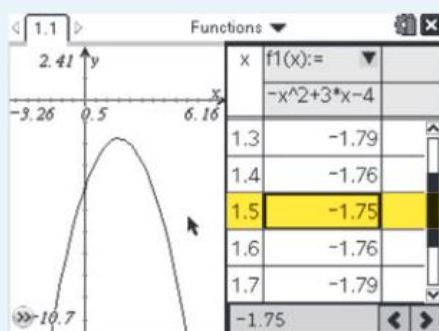 1.1 Functions
2.41 y
x
-3.26 0.5 6.16
-10.7
x f1(x):=
-x^2+3*x-4
1.3 -1.79
1.4 -1.76
1.5 -1.75
1.6 -1.76
1.7 -1.79
-1.75